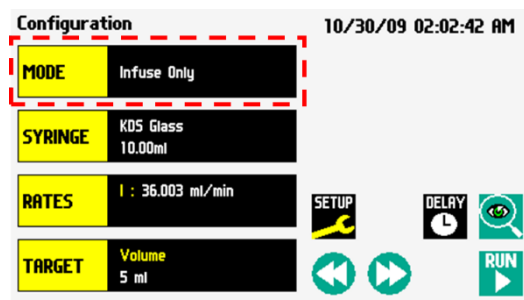 Configuration 10/30/09 02:02:42 AM
MODE Infuse Only
SYRINGE KDS Glass
10.00ml
RATES I : 36.003 ml/min
SETUP DELAY
TARGET Volume
5 ml
RUN